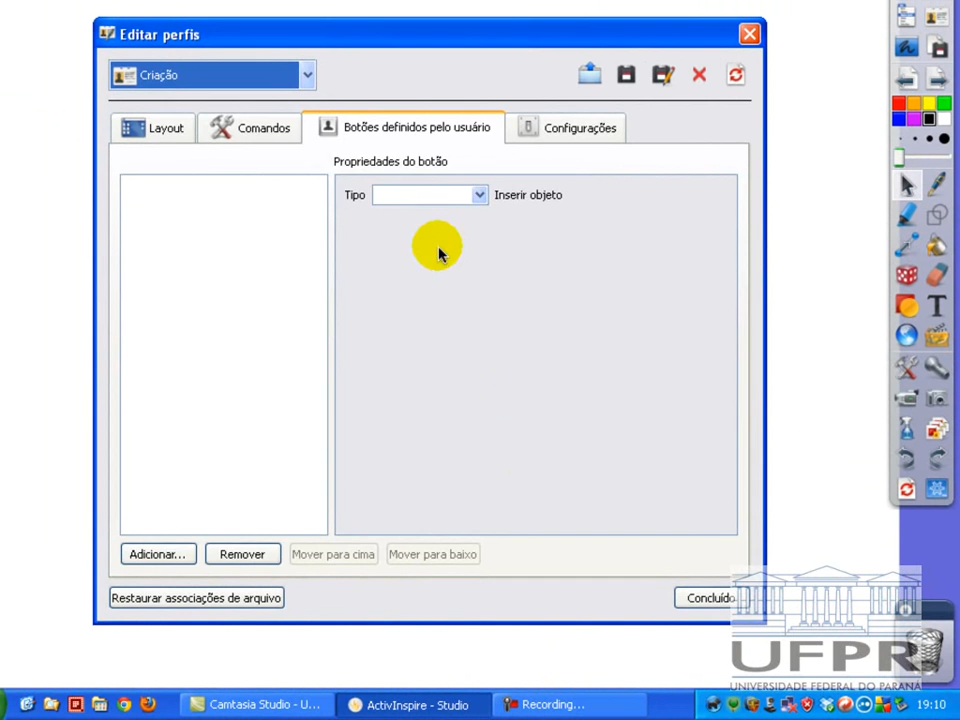 Editar perfis
Criação
Layout
Comandos
Botões definidos pelo usuário
Configurações
Propriedades do botão
Tipo
Inserir objeto
Adicionar...
Remover
Mover para cima
Mover para baixo
Restaurar associações de arquivo
Concluído
UFPR
UNIVERSIDADE FEDERAL DO PARANÁ
Camtasia Studio - U...
ActivInspire - Studio
Recording...
19:10